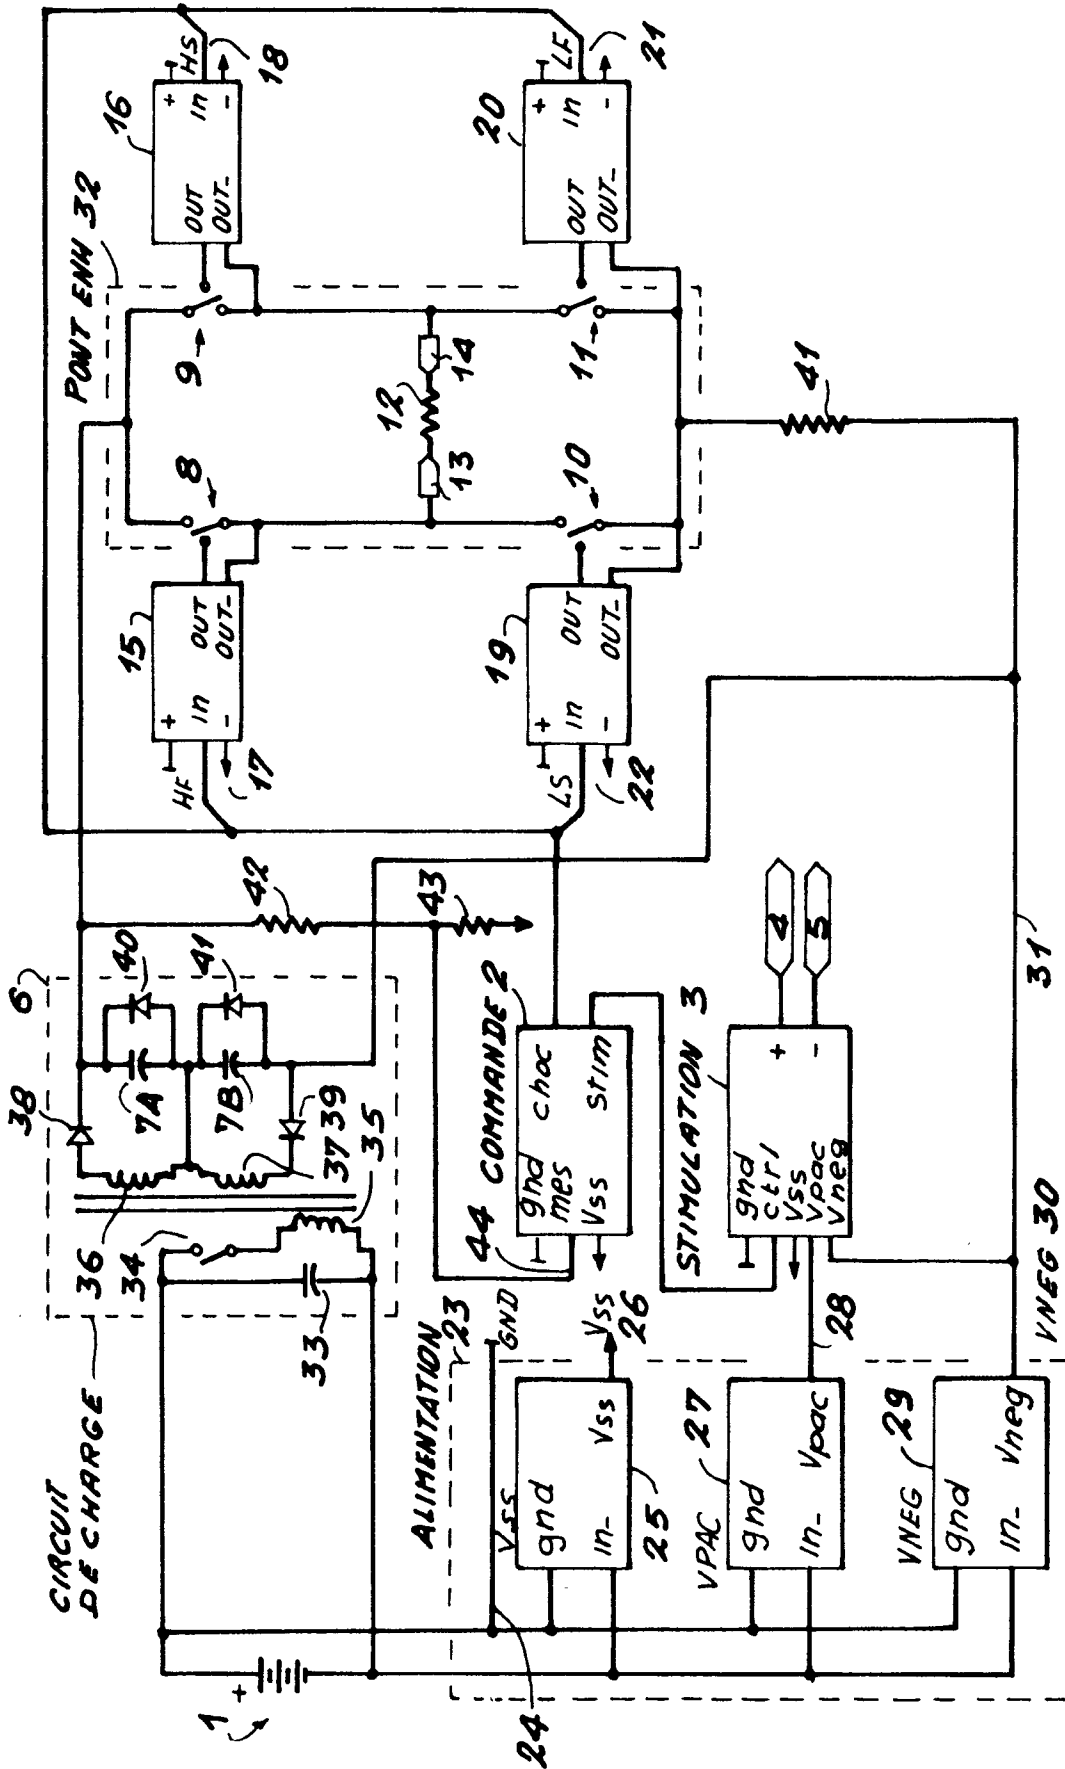 CIRCUIT
DE CHARGE
6
36
34
33
38
40
41
7A
7B
39
37
35
42
43
44
1
+
24
ALIMENTATION
23
GND
Vss
gnd
in-
Vss
25
Vss
26
VPAC
27
gnd
in-
Vpac
28
VNEG
29
gnd
in-
Vneg
VNEG 30
31
COMMANDE 2
gnd
mes
Vss
choc
stim
STIMULATION 3
gnd
ctrl
Vss
Vpac
Vneg
+
-
4
5
PONT EN H 32
8
9
10
11
12
13
14
41
15
+
in
-
OUT
OUT-
HF
17
16
+
in
-
OUT
OUT-
HS
18
19
+
in
-
OUT
OUT-
LS
22
20
+
in
-
OUT
OUT-
LF
21